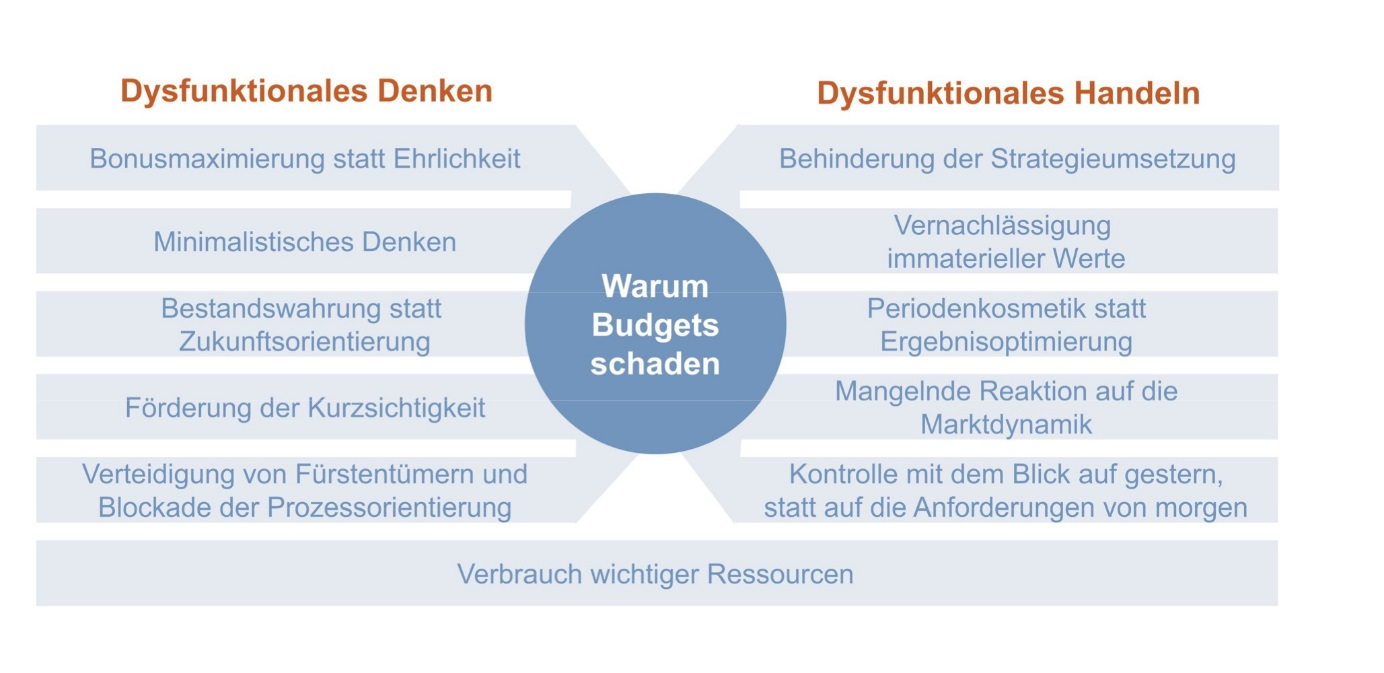 Dysfunktionales Denken
Bonusmaximierung statt Ehrlichkeit
Minimalistisches Denken
Bestandswahrung statt
Zukunftsorientierung
Förderung der Kurzsichtigkeit
Verteidigung von Fürstentümern und
Blockade der Prozessorientierung
Warum
Budgets
schaden
Dysfunktionales Handeln
Behinderung der Strategieumsetzung
Vernachlässigung
immaterieller Werte
Periodenkosmetik statt
Ergebnisoptimierung
Mangelnde Reaktion auf die
Marktdynamik
Kontrolle mit dem Blick auf gestern,
statt auf die Anforderungen von morgen
Verbrauch wichtiger Ressourcen